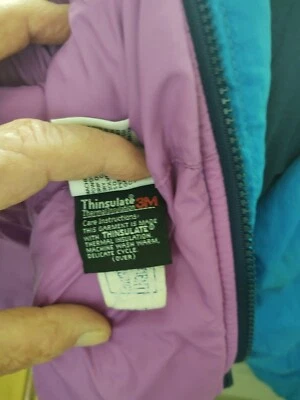 Thinsulate® 3M
Thermal Insulation
Care Instructions:
THIS GARMENT IS MADE
WITH THINSULATE®
THERMAL INSULATION
MACHINE WASH WARM,
DELICATE CYCLE.
(OVER)